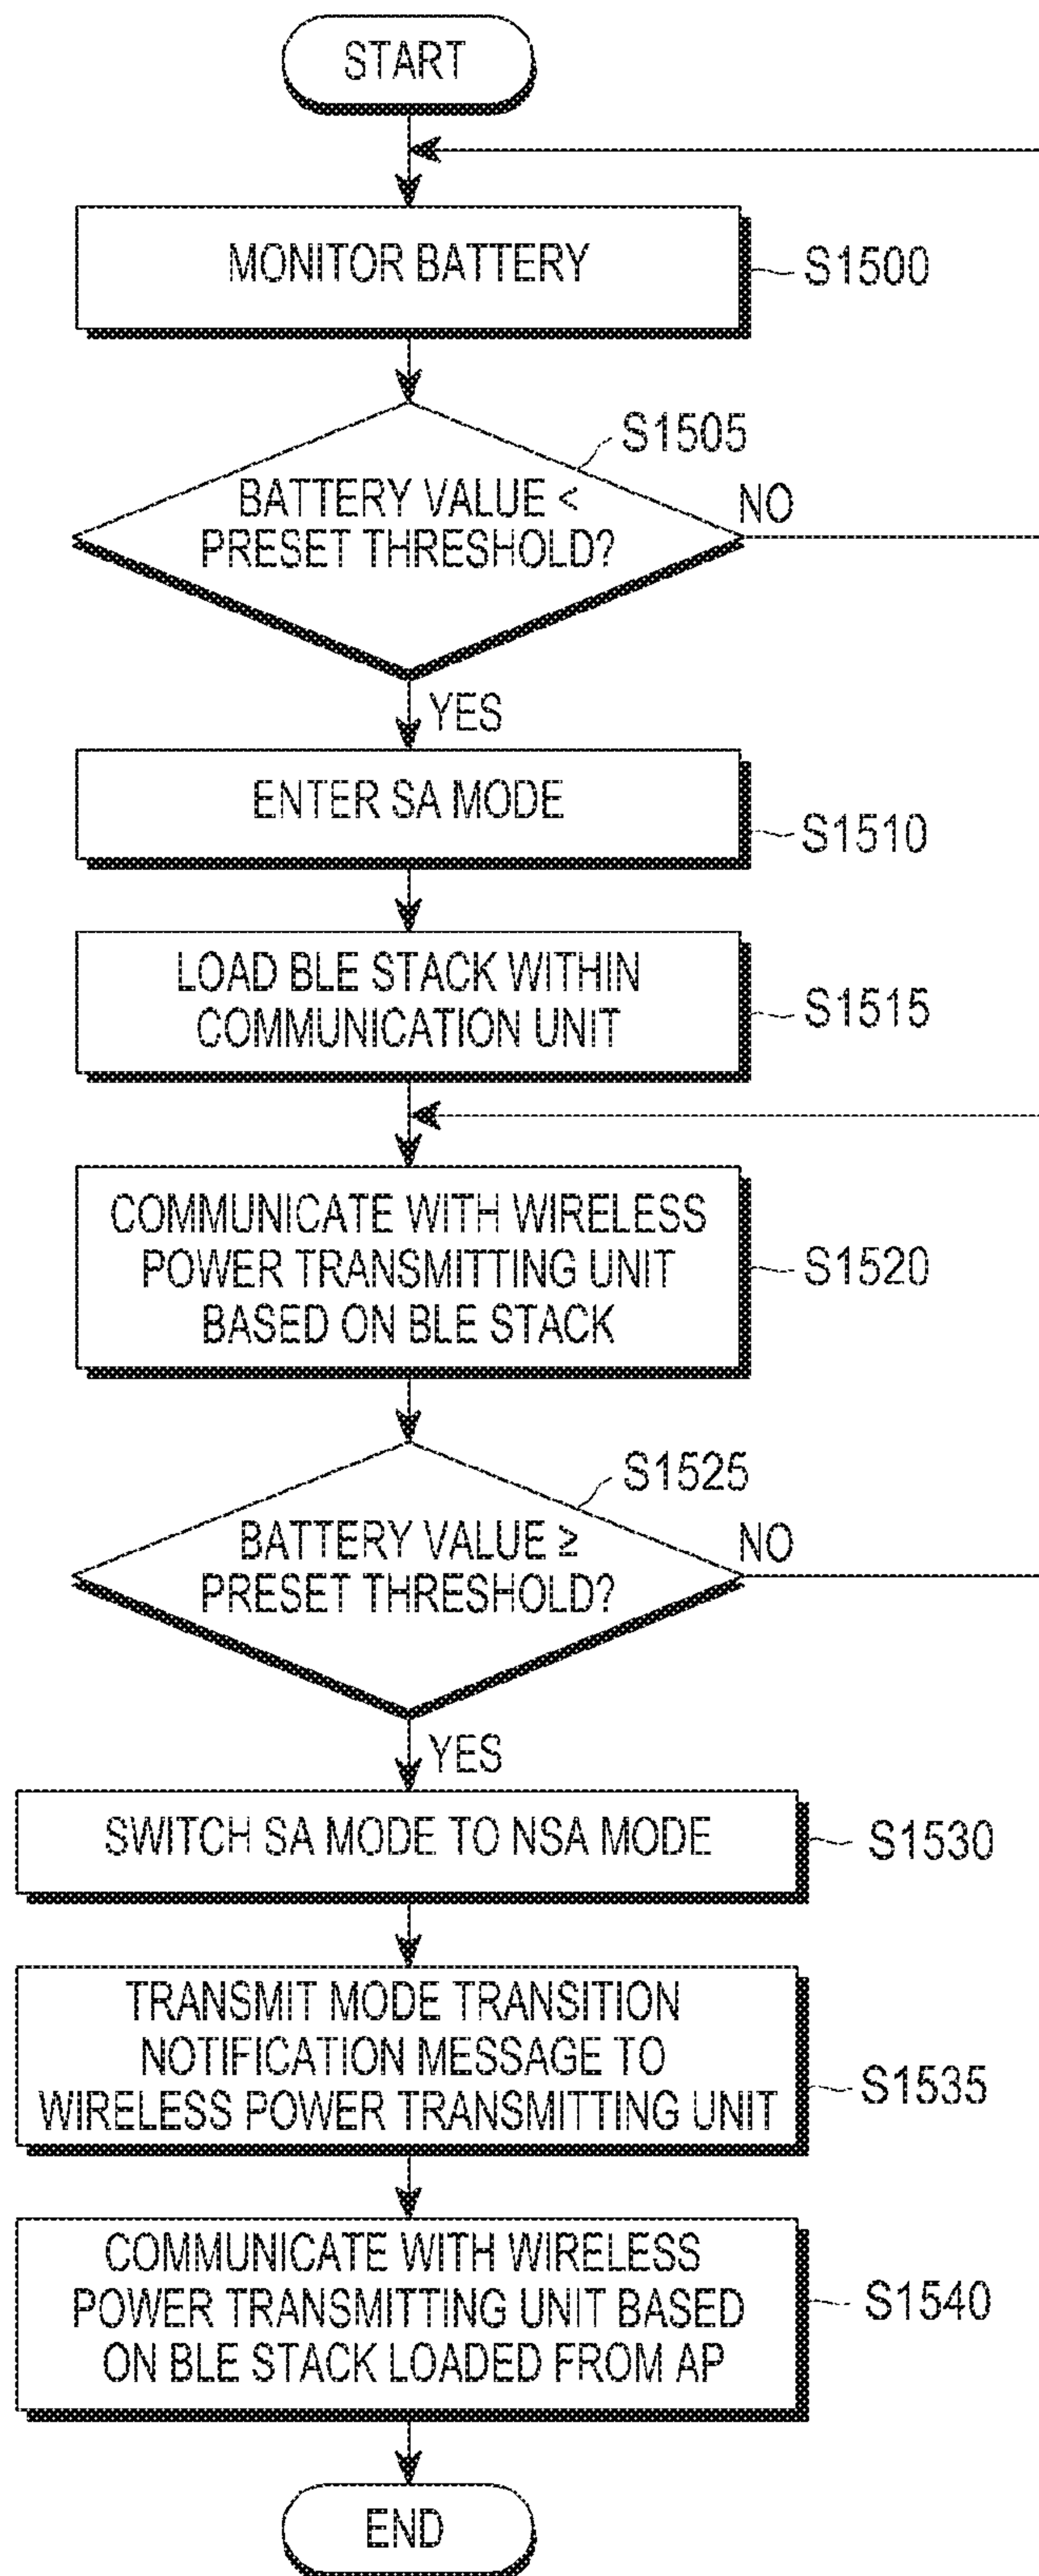 START
MONITOR BATTERY
S1500
S1505
BATTERY VALUE <
PRESET THRESHOLD?
NO
YES
ENTER SA MODE
S1510
LOAD BLE STACK WITHIN
COMMUNICATION UNIT
S1515
COMMUNICATE WITH WIRELESS
POWER TRANSMITTING UNIT
BASED ON BLE STACK
S1520
S1525
BATTERY VALUE ≥
PRESET THRESHOLD?
NO
YES
SWITCH SA MODE TO NSA MODE
S1530
TRANSMIT MODE TRANSITION
NOTIFICATION MESSAGE TO
WIRELESS POWER TRANSMITTING UNIT
S1535
COMMUNICATE WITH WIRELESS
POWER TRANSMITTING UNIT BASED
ON BLE STACK LOADED FROM AP
S1540
END